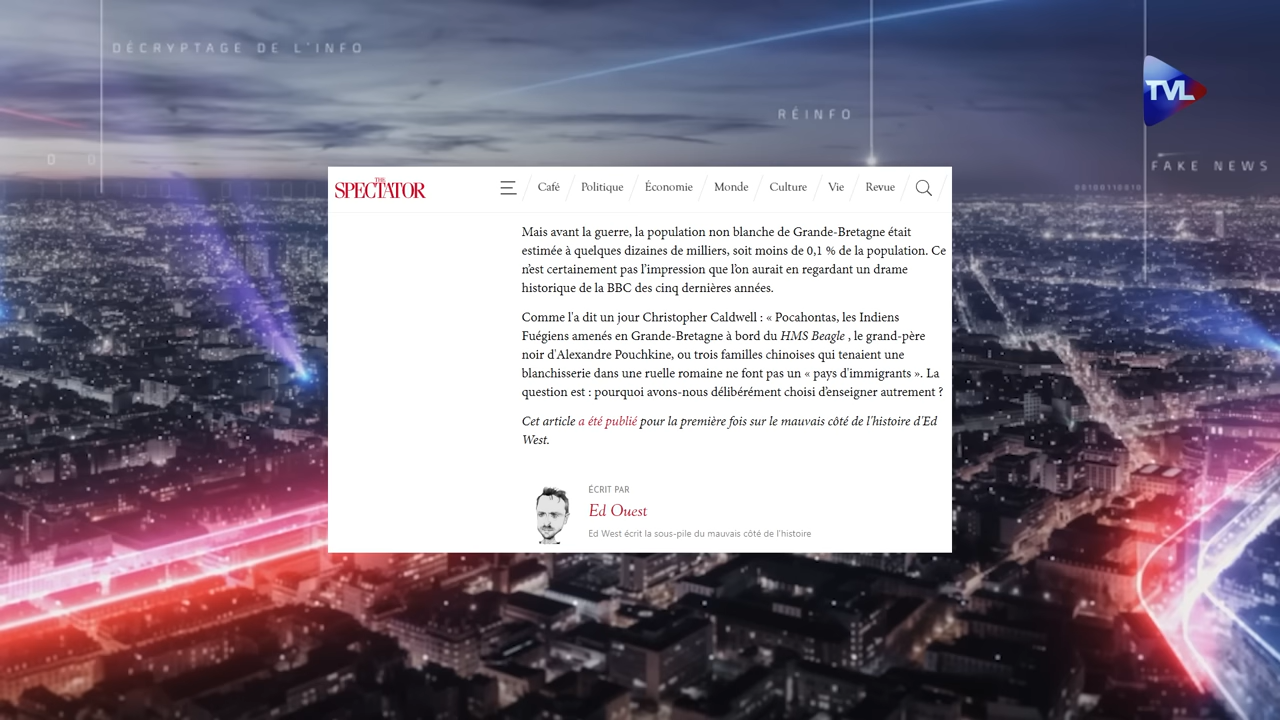 DÉCRYPTAGE DE L'INFO
TVL
RÉINFO
FAKE NEWS
THE
SPECTATOR
Café
Politique
Économie
Monde
Culture
Vie
Revue
Mais avant la guerre, la population non blanche de Grande-Bretagne était
estimée à quelques dizaines de milliers, soit moins de 0,1 % de la population. Ce
n'est certainement pas l'impression que l'on aurait en regardant un drame
historique de la BBC des cinq dernières années.
Comme l'a dit un jour Christopher Caldwell : « Pocahontas, les Indiens
Fuégiens amenés en Grande-Bretagne à bord du HMS Beagle , le grand-père
noir d'Alexandre Pouchkine, ou trois familles chinoises qui tenaient une
blanchisserie dans une ruelle romaine ne font pas un « pays d'immigrants ». La
question est : pourquoi avons-nous délibérément choisi d'enseigner autrement ?
Cet article a été publié pour la première fois sur le mauvais côté de l'histoire d'Ed
West.
ÉCRIT PAR
Ed Ouest
Ed West écrit la sous-pile du mauvais côté de l'histoire